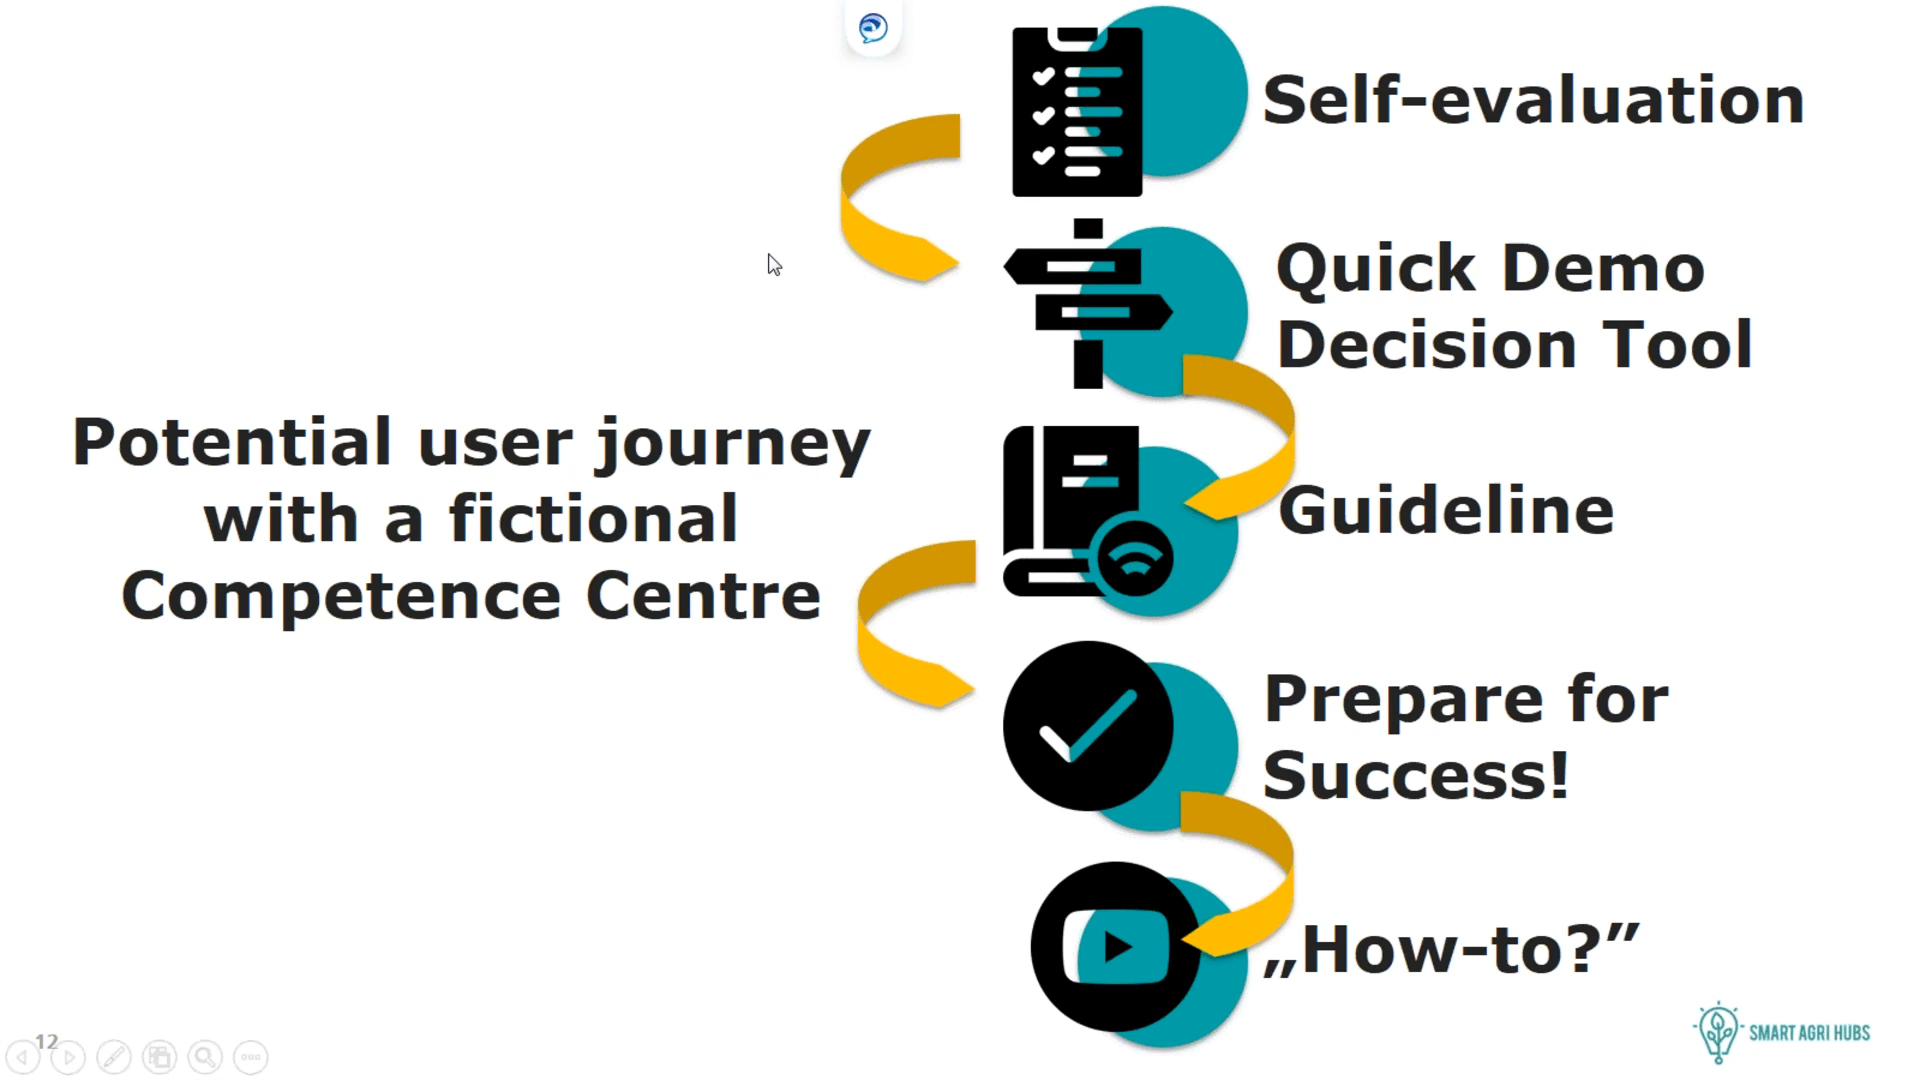 Self-evaluation
Quick Demo
Decision Tool
Potential user journey
with a fictional
Competence Centre
Guideline
Prepare for
Success!
„How-to?”
12
SMART AGRI HUBS